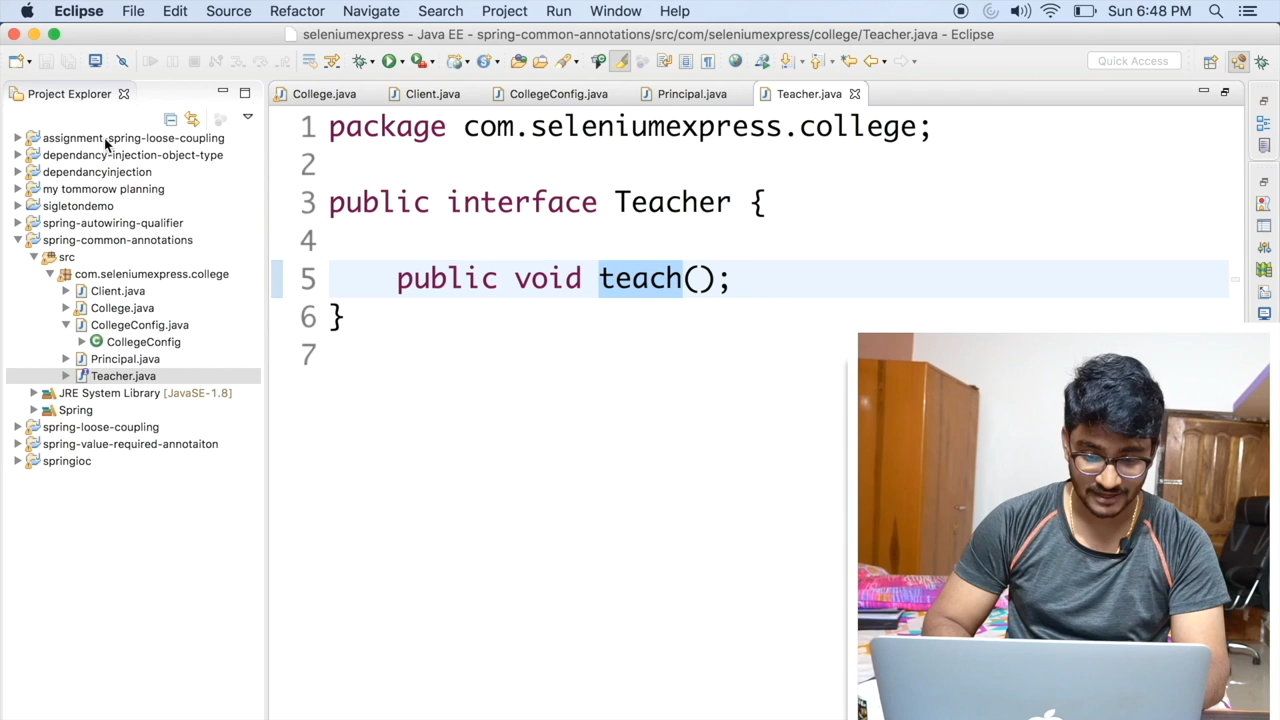 Eclipse File Edit Source Refactor Navigate Search Project Run Window Help Sun 6:48 PM
seleniumexpress - Java EE - spring-common-annotations/src/com/seleniumexpress/college/Teacher.java - Eclipse
Quick Access
Project Explorer
College.java Client.java CollegeConfig.java Principal.java Teacher.java
assignment-spring-loose-coupling
dependancy-injection-object-type
dependancyinjection
my tommorow planning
sigletondemo
spring-autowiring-qualifier
spring-common-annotations
src
com.seleniumexpress.college
Client.java
College.java
CollegeConfig.java
CollegeConfig
Principal.java
Teacher.java
JRE System Library [JavaSE-1.8]
Spring
spring-loose-coupling
spring-value-required-annotaiton
springioc
1 package com.seleniumexpress.college;
2
3 public interface Teacher {
4
5 public void teach();
6 }
7